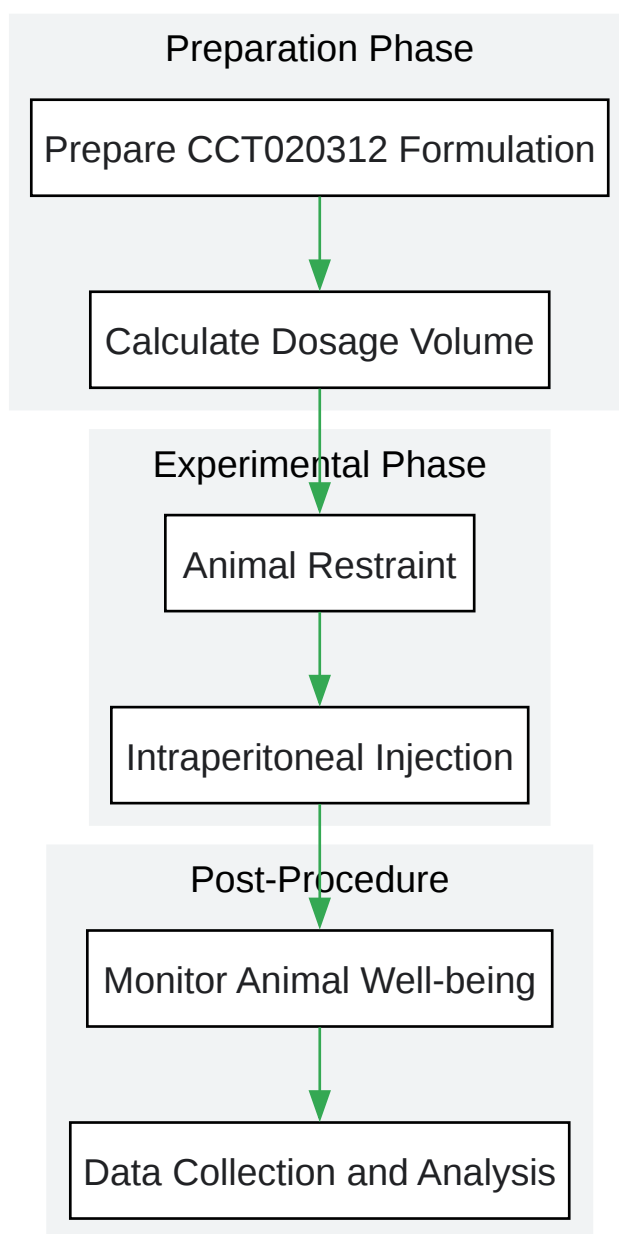 Preparation Phase
Prepare CCT020312 Formulation
Calculate Dosage Volume
Experimental Phase
Animal Restraint
Intraperitoneal Injection
Post-Procedure
Monitor Animal Well-being
Data Collection and Analysis